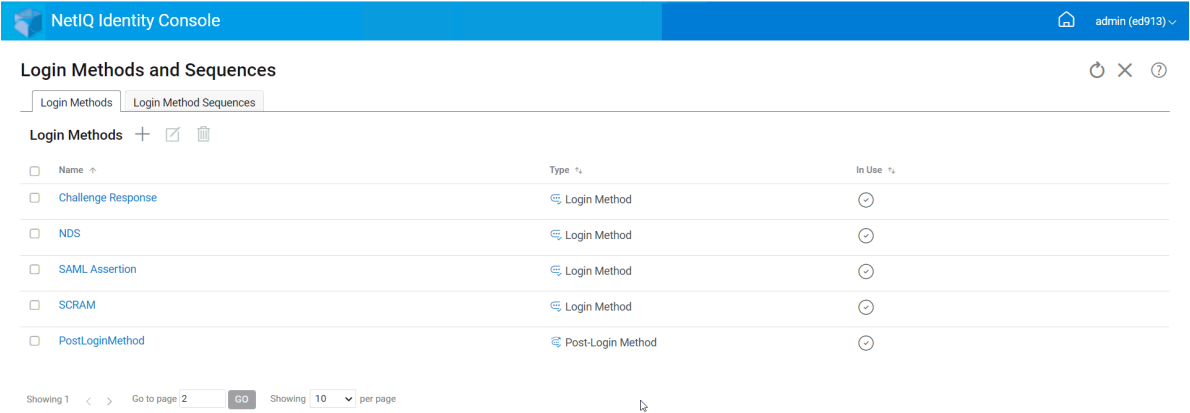 NetIQ Identity Console admin (ed913)
Login Methods and Sequences
Login Methods Login Method Sequences
Login Methods
Name Type In Use
Challenge Response Login Method
NDS Login Method
SAML Assertion Login Method
SCRAM Login Method
PostLoginMethod Post-Login Method
Showing 1 Go to page 2 GO Showing 10 per page